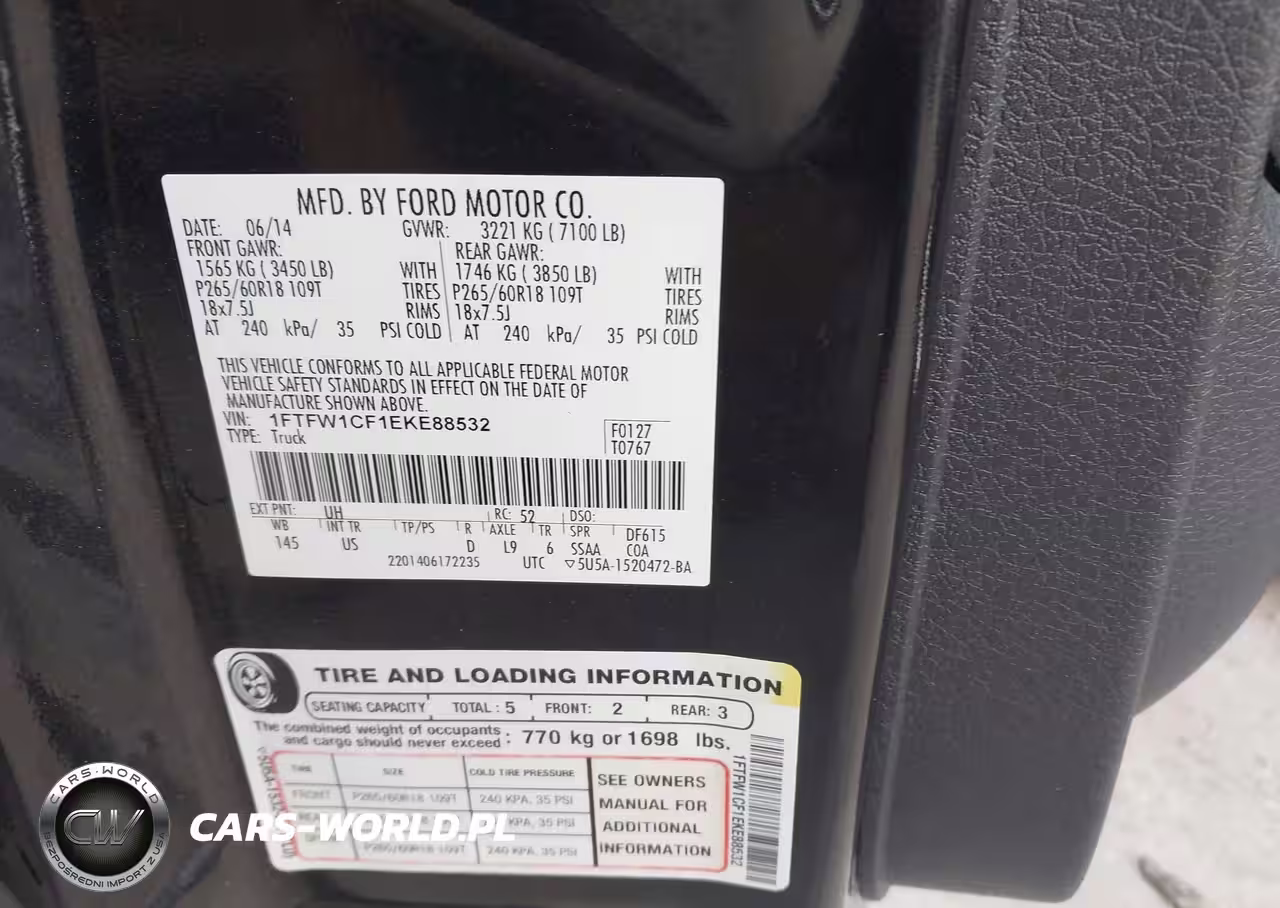 MFD. BY FORD MOTOR CO.
DATE: 06/14 GVWR: 3221 KG ( 7100 LB)
FRONT GAWR: REAR GAWR:
1565 KG ( 3450 LB) WITH 1746 KG ( 3850 LB) WITH
P265/60R18 109T TIRES P265/60R18 109T TIRES
18x7.5J RIMS 18x7.5J RIMS
AT 240 kPa/ 35 PSI COLD AT 240 kPa/ 35 PSI COLD
THIS VEHICLE CONFORMS TO ALL APPLICABLE FEDERAL MOTOR
VEHICLE SAFETY STANDARDS IN EFFECT ON THE DATE OF
MANUFACTURE SHOWN ABOVE.
VIN: 1FTFW1CF1EKE88532
TYPE: Truck
F0127
T0767
EXT PNT: UH RC: 52 DSO:
WB INT TR TP/PS R AXLE TR SPR DF615
145 US D L9 6 SSAA COA
2201406172235 UTC ▽5U5A-1520472-BA
TIRE AND LOADING INFORMATION
SEATING CAPACITY TOTAL : 5 FRONT: 2 REAR: 3
The combined weight of occupants
and cargo should never exceed : 770 kg or 1698 lbs.
TIRE SIZE COLD TIRE PRESSURE
FRONT P265/60R18 109T 240 KPA, 35 PSI
KPA, 35 PSI
P265/60R18 109T 240 KPA, 35 PSI
SEE OWNERS
MANUAL FOR
ADDITIONAL
INFORMATION
1FTFW1CF1EKE88532
CARS-WORLD
CW
BEZPOŚREDNI IMPORT Z USA
CARS-WORLD.PL